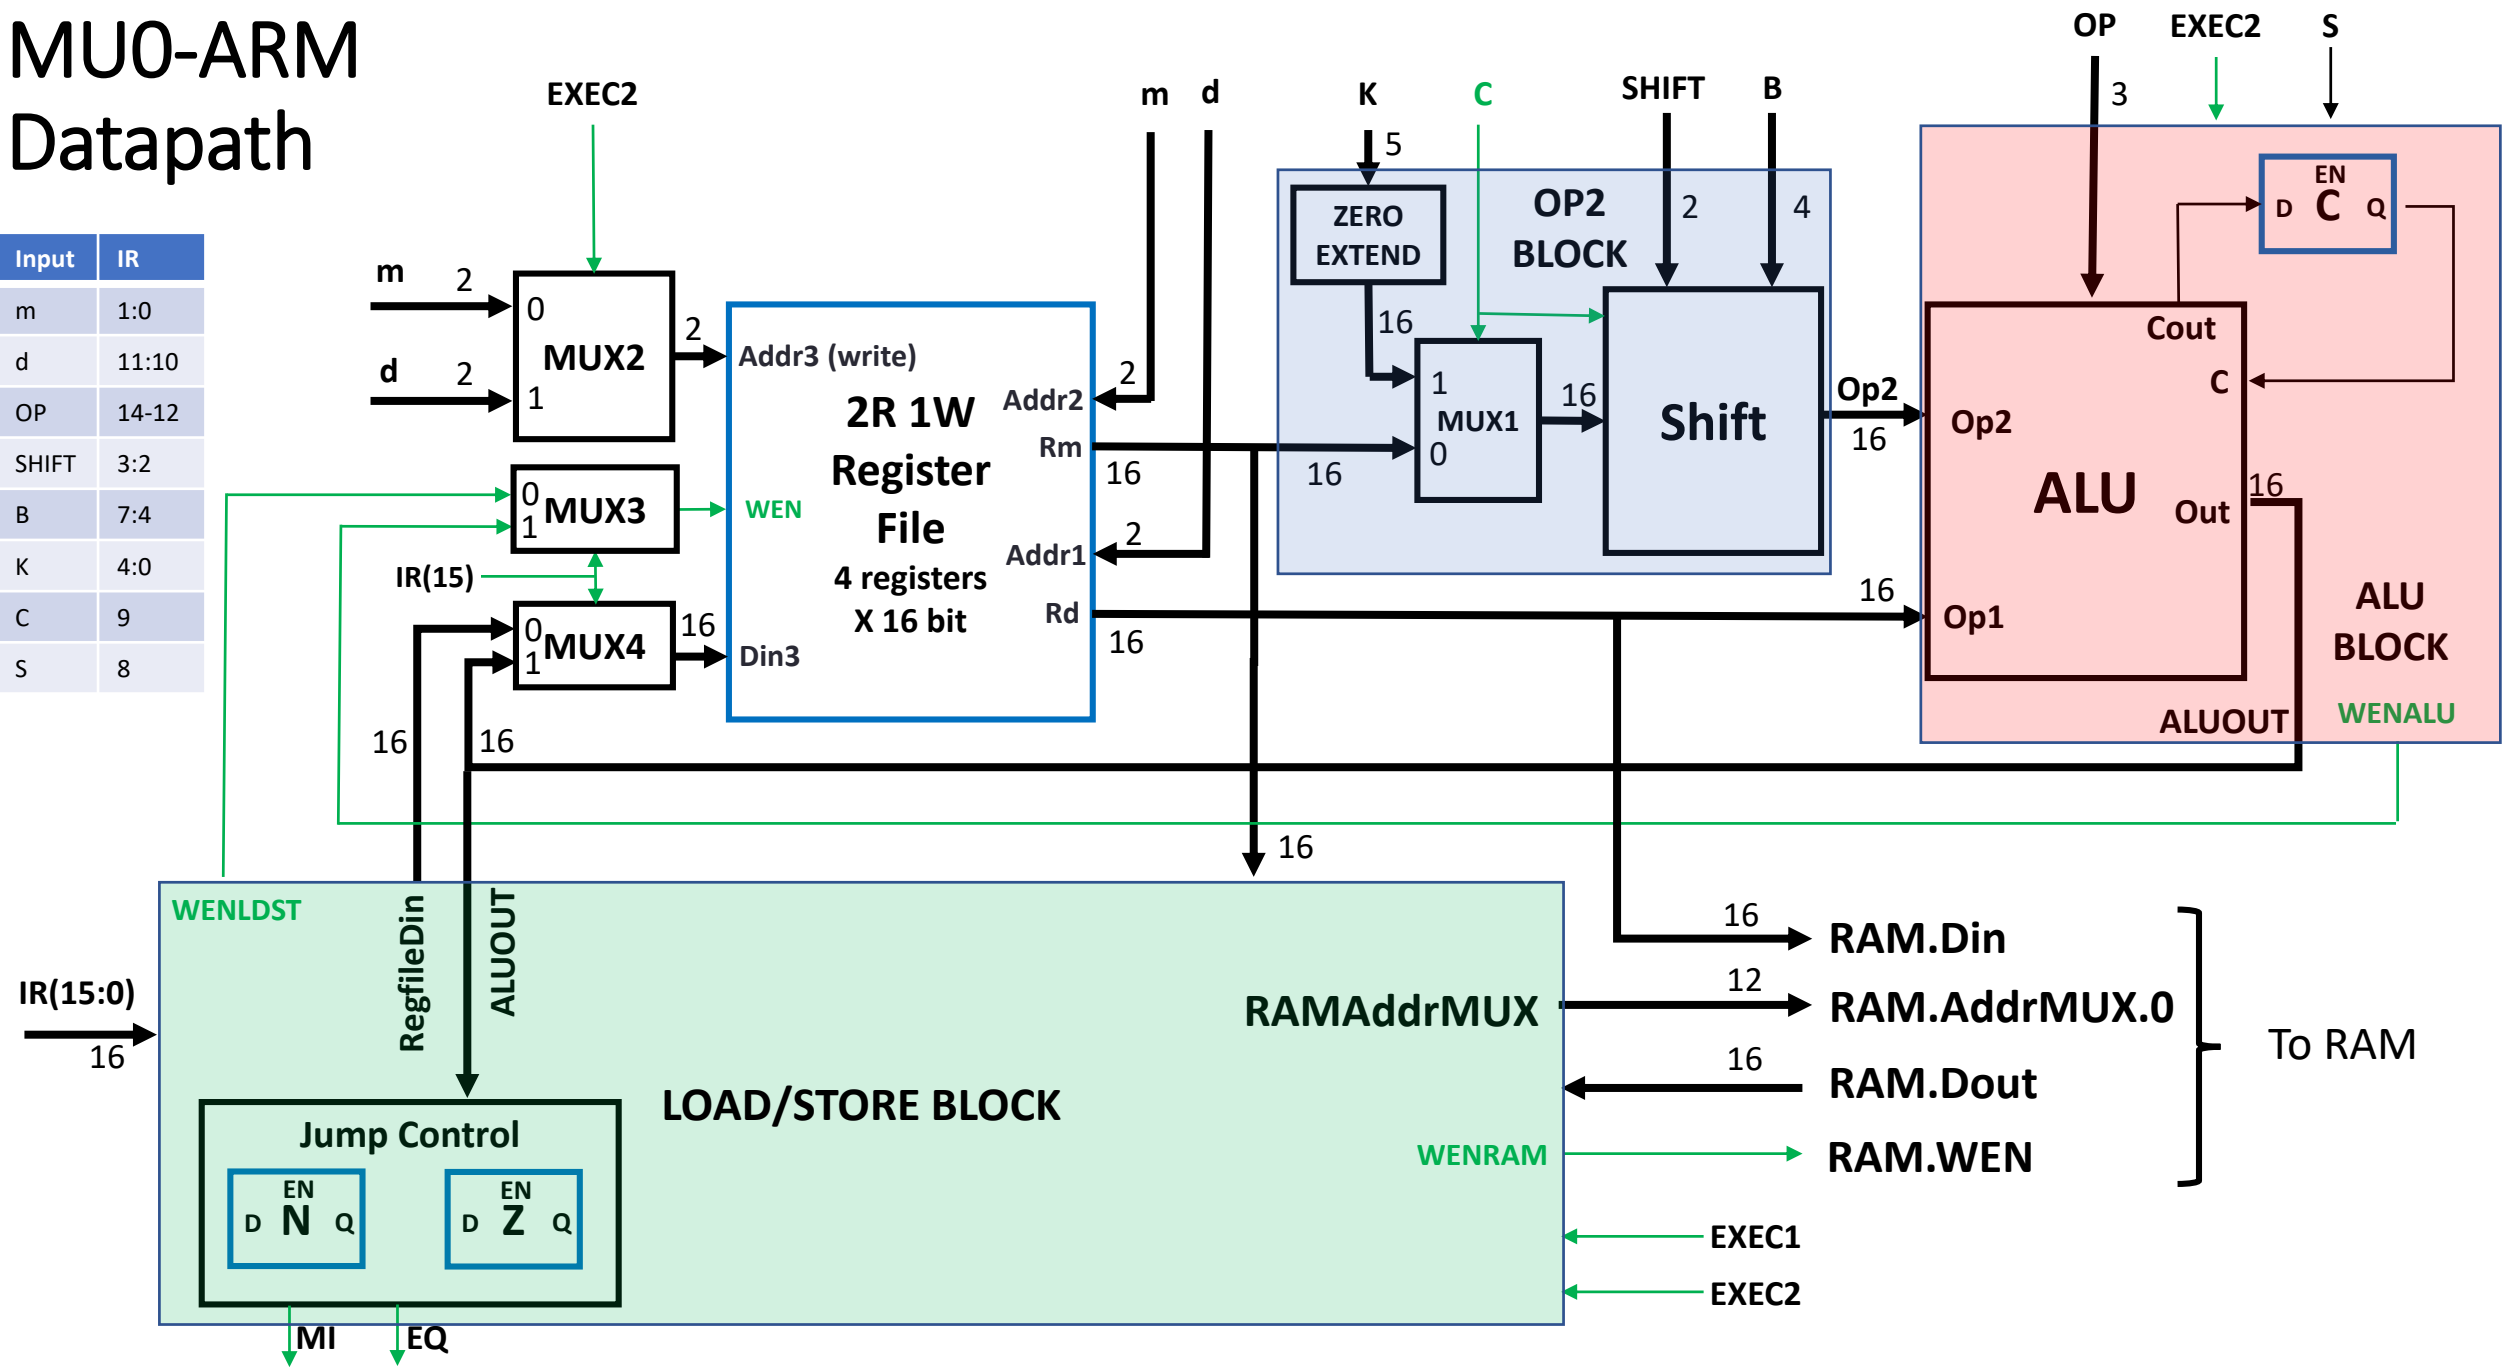 MU0-ARM
Datapath
Input IR
m 1:0
d 11:10
OP 14-12
SHIFT 3:2
B 7:4
K 4:0
C 9
S 8
EXEC2
m 2
d 2
0
MUX2
1
2
0
MUX3
1
IR(15)
0
MUX4
1
16
16
16
Addr3 (write)
2R 1W
Register
File
4 registers
X 16 bit
WEN
Din3
Addr2
Rm
Addr1
Rd
m
d
2
16
2
16
K
5
C
SHIFT
2
B
4
ZERO
EXTEND
OP2
BLOCK
16
1
MUX1
0
16
16
Shift
Op2
16
16
OP
3
EXEC2
S
EN
D C Q
Cout
C
Op2
ALU
Out
16
Op1
ALU
BLOCK
ALUOUT
WENALU
16
WENLDST
RegfileDin
ALUOUT
IR(15:0)
16
LOAD/STORE BLOCK
Jump Control
EN
D N Q
EN
D Z Q
MI
EQ
RAMAddrMUX
WENRAM
16
RAM.Din
12
RAM.AddrMUX.0
16
RAM.Dout
RAM.WEN
To RAM
EXEC1
EXEC2